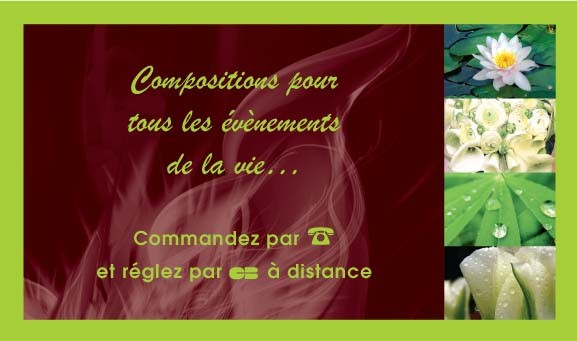 Compositions pour
tous les évènements
de la vie...
Commandez par ☎
et réglez par CB à distance